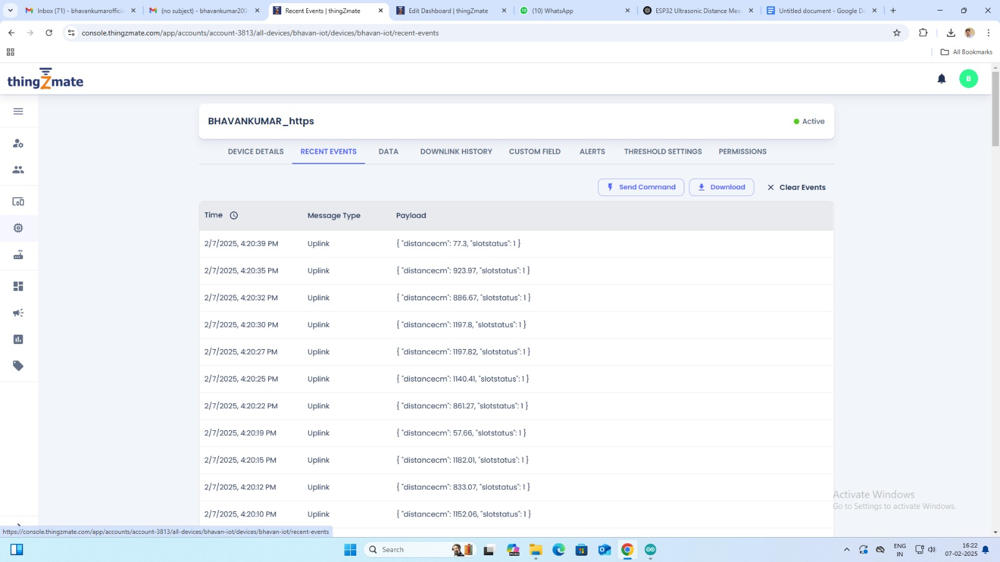 Inbox (71) - bhavankumarofficia
(no subject) - bhavankumar200
Recent Events | thingZmate
Edit Dashboard | thingZmate
(10) WhatsApp
ESP32 Ultrasonic Distance Mea
Untitled document - Google Do
console.thingzmate.com/app/accounts/account-3813/all-devices/bhavan-iot/devices/bhavan-iot/recent-events
All Bookmarks
thingZmate
B
BHAVANKUMAR_https
Active
DEVICE DETAILS RECENT EVENTS DATA DOWNLINK HISTORY CUSTOM FIELD ALERTS THRESHOLD SETTINGS PERMISSIONS
Send Command Download Clear Events
Time Message Type Payload
2/7/2025, 4:20:39 PM Uplink { "distancecm": 77.3, "slotstatus": 1 }
2/7/2025, 4:20:35 PM Uplink { "distancecm": 923.97, "slotstatus": 1 }
2/7/2025, 4:20:32 PM Uplink { "distancecm": 886.67, "slotstatus": 1 }
2/7/2025, 4:20:30 PM Uplink { "distancecm": 1197.8, "slotstatus": 1 }
2/7/2025, 4:20:27 PM Uplink { "distancecm": 1197.82, "slotstatus": 1 }
2/7/2025, 4:20:25 PM Uplink { "distancecm": 1140.41, "slotstatus": 1 }
2/7/2025, 4:20:22 PM Uplink { "distancecm": 861.27, "slotstatus": 1 }
2/7/2025, 4:20:19 PM Uplink { "distancecm": 57.66, "slotstatus": 1 }
2/7/2025, 4:20:15 PM Uplink { "distancecm": 1182.01, "slotstatus": 1 }
2/7/2025, 4:20:12 PM Uplink { "distancecm": 833.07, "slotstatus": 1 }
2/7/2025, 4:20:10 PM Uplink { "distancecm": 1152.06, "slotstatus": 1 }
Activate Windows
Go to Settings to activate Windows.
https://console.thingzmate.com/app/accounts/account-3813/all-devices/bhavan-iot/devices/bhavan-iot/recent-events
Search
ENG
IN
16:22
07-02-2025